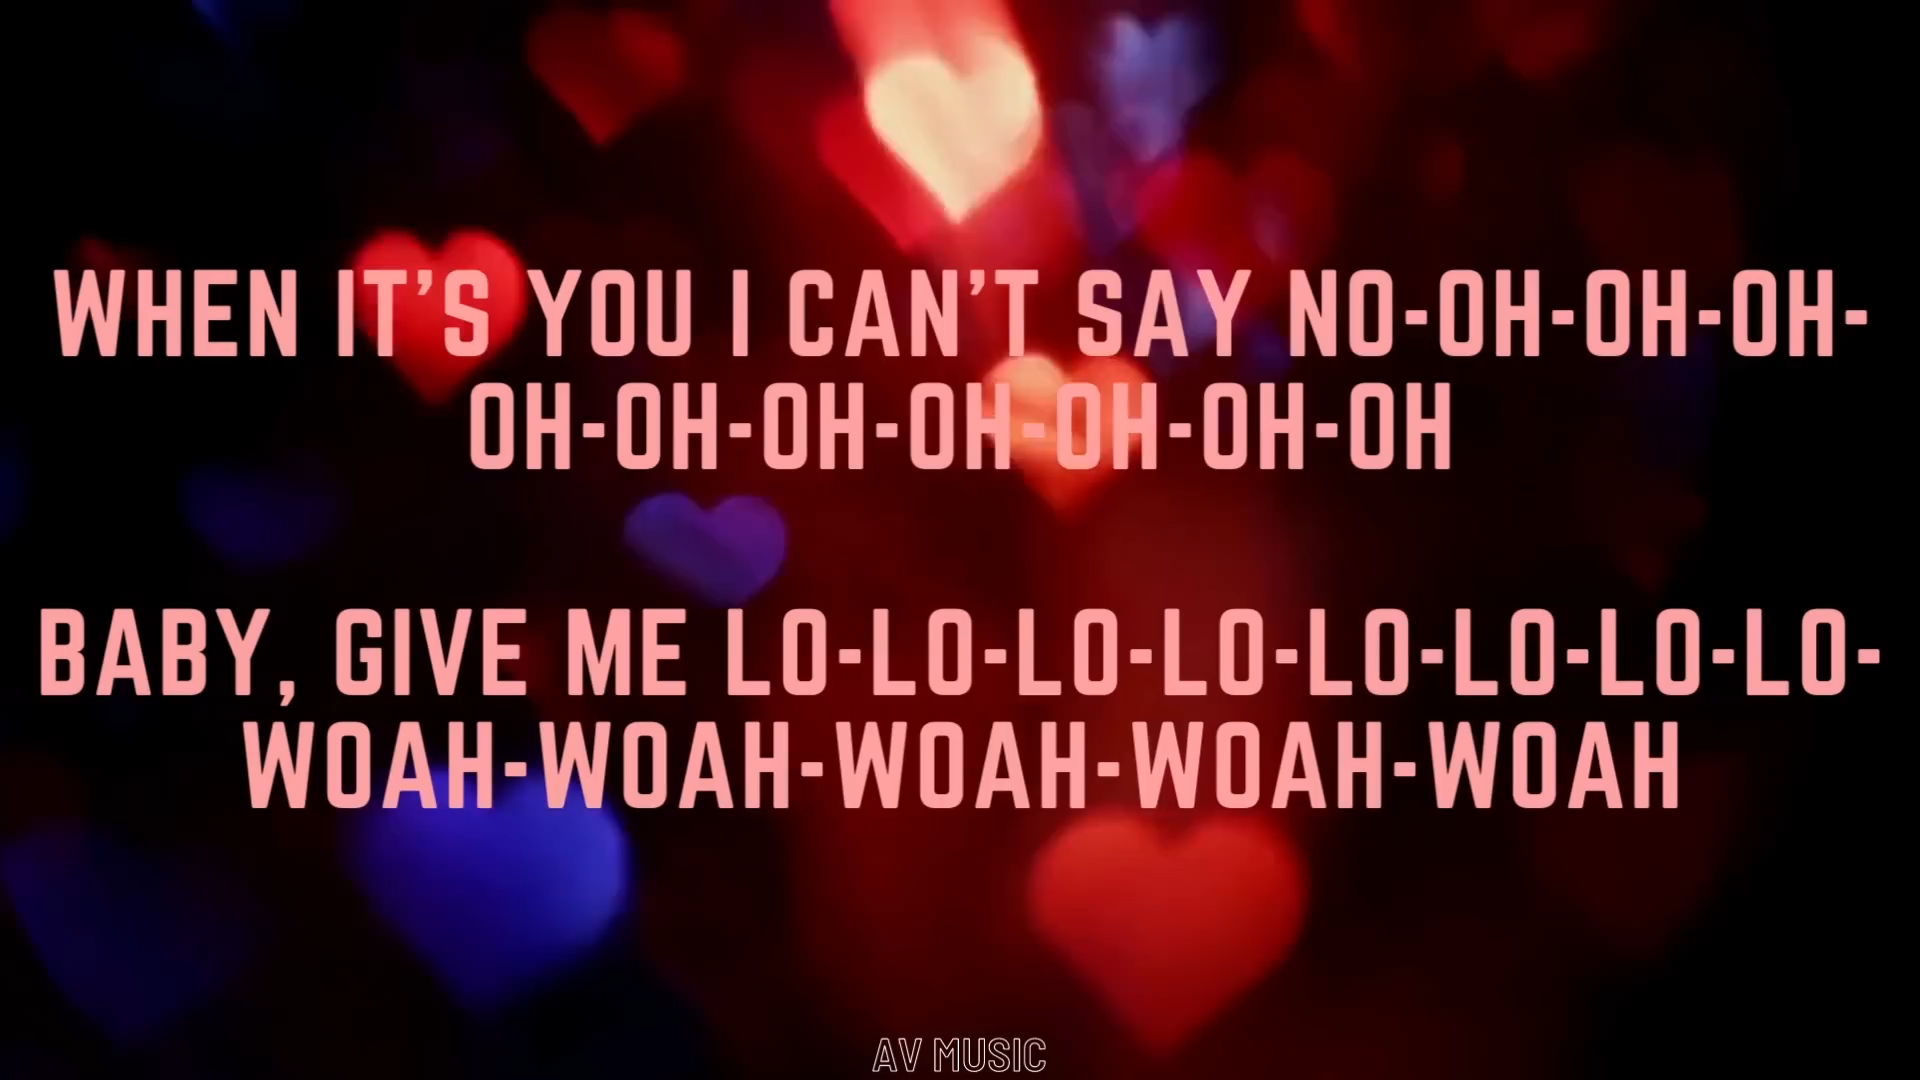 WHEN IT'S YOU I CAN'T SAY NO-OH-OH-OH-
OH-OH-OH-OH-OH-OH-OH
BABY, GIVE ME LO-LO-LO-LO-LO-LO-LO-LO-
WOAH-WOAH-WOAH-WOAH-WOAH
AV MUSIC